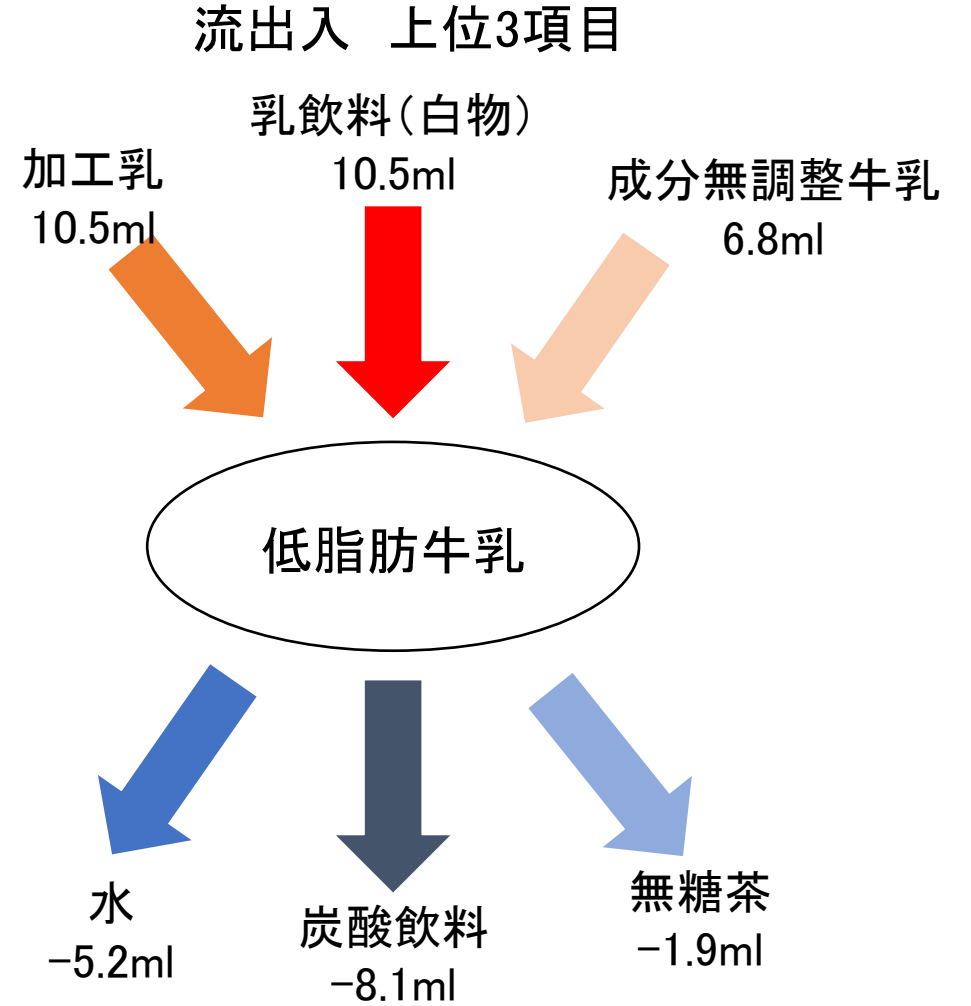 流出入　上位3項目
乳飲料（白物）
10.5ml
加工乳
10.5ml
成分無調整牛乳
6.8ml
低脂肪牛乳
水
−5.2ml
炭酸飲料
−8.1ml
無糖茶
−1.9ml